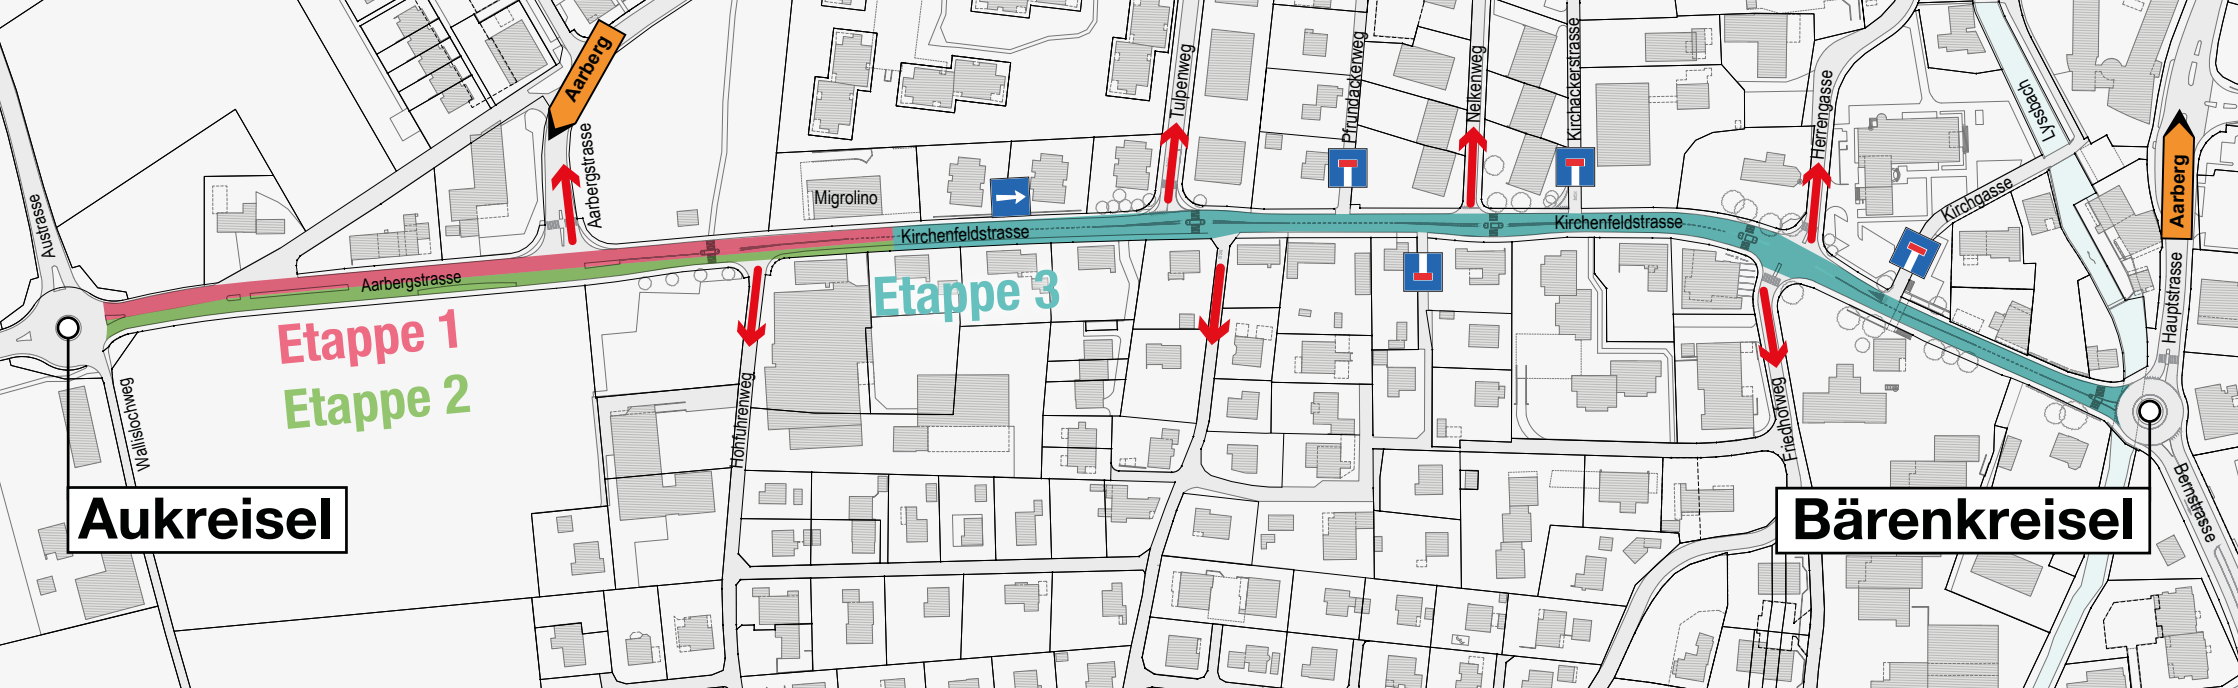 Aarberg
Tulpenweg
Pfrundackerweg
Nelkenweg
Kirchackerstrasse
Herrengasse
Lyssbach
Aarberg
Austrasse
Aarbergstrasse
Migrolino
Kirchgasse
Kirchenfeldstrasse
Kirchenfeldstrasse
Hauptstrasse
Aarbergstrasse
Etappe 3
Etappe 1
Etappe 2
Wallislochweg
Hohfuhrenweg
Friedhofweg
Bernstrasse
Aukreisel
Bärenkreisel